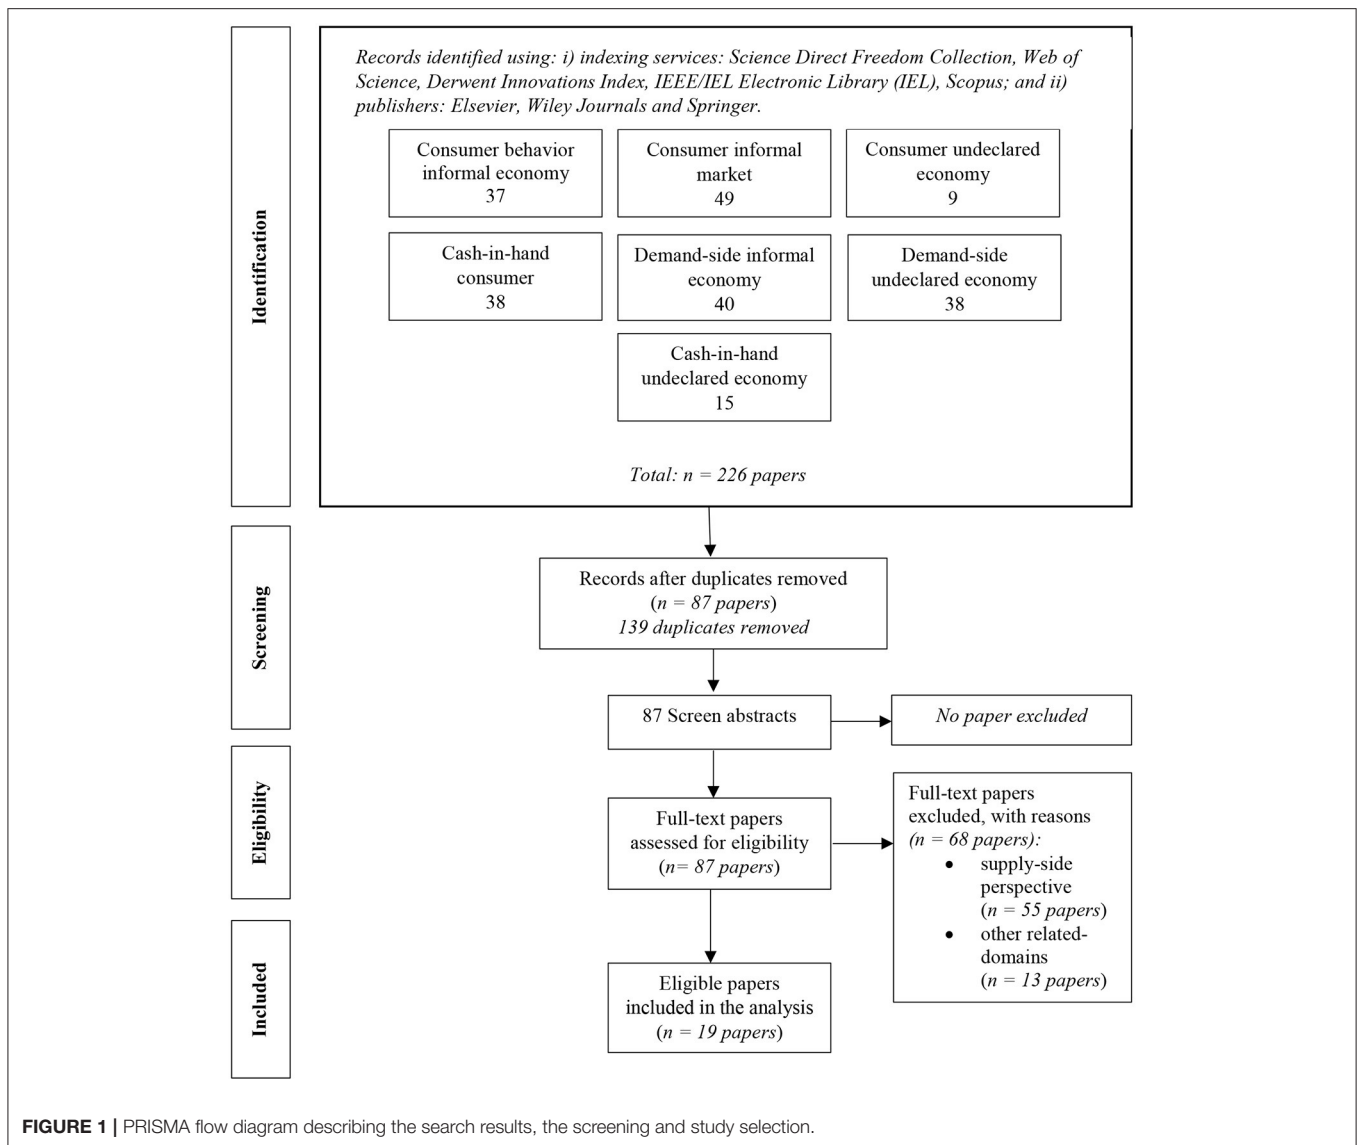 Identification
Records identified using: i) indexing services: Science Direct Freedom Collection, Web of
Science, Derwent Innovations Index, IEEE/IEL Electronic Library (IEL), Scopus; and ii)
publishers: Elsevier, Wiley Journals and Springer.
Consumer behavior
informal economy
37
Consumer informal
market
49
Consumer undeclared
economy
9
Cash-in-hand
consumer
38
Demand-side informal
economy
40
Demand-side
undeclared economy
38
Cash-in-hand
undeclared economy
15
Total: n = 226 papers
Screening
Records after duplicates removed
(n = 87 papers)
139 duplicates removed
87 Screen abstracts
No paper excluded
Eligibility
Full-text papers
assessed for eligibility
(n= 87 papers)
Full-text papers
excluded, with reasons
(n = 68 papers):
• supply-side
perspective
(n = 55 papers)
• other related-
domains
(n = 13 papers)
Included
Eligible papers
included in the analysis
(n = 19 papers)
FIGURE 1 | PRISMA flow diagram describing the search results, the screening and study selection.